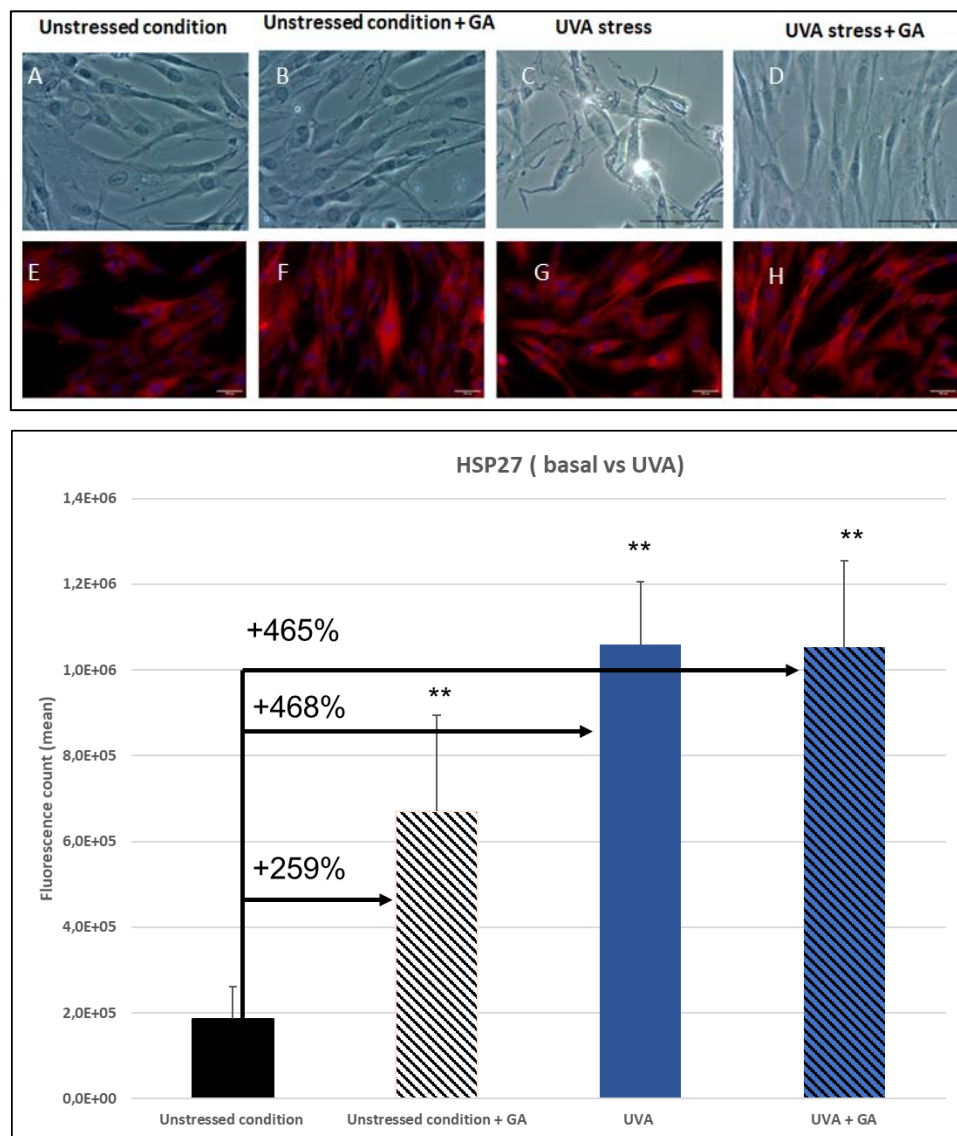 Unstressed condition
Unstressed condition + GA
UVA stress
UVA stress + GA
A
B
C
D
E
F
G
H
HSP27 ( basal vs UVA)
1,4E+06
1,2E+06
1,0E+06
8,0E+05
6,0E+05
4,0E+05
2,0E+05
0,0E+00
Fluorescence count (mean)
+465%
+468%
+259%
**
**
**
Unstressed condition
Unstressed condition + GA
UVA
UVA + GA